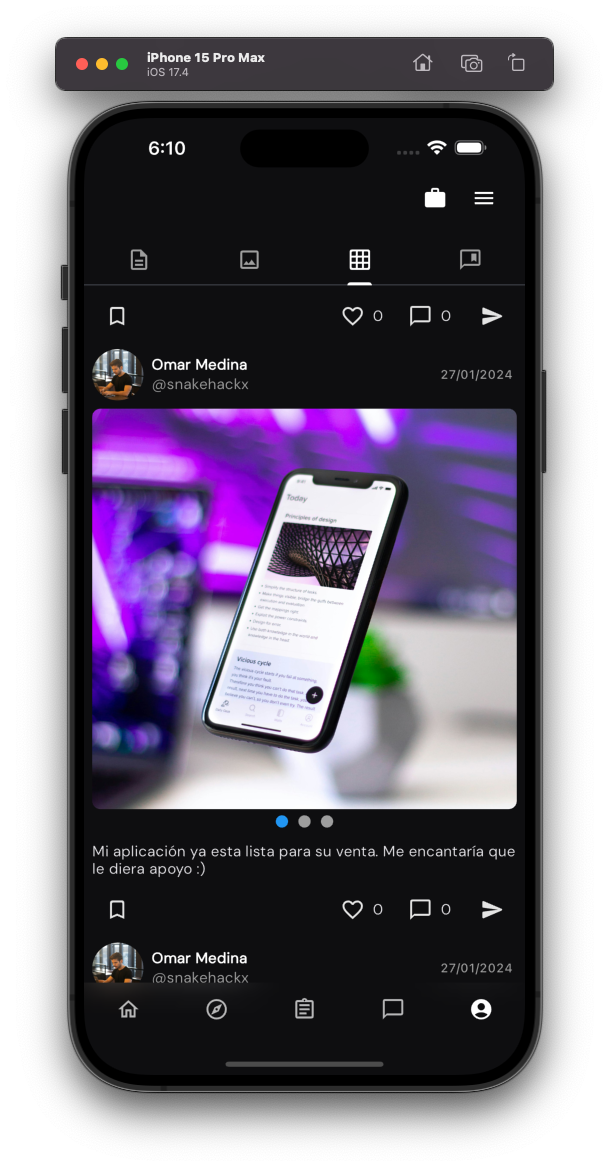 iPhone 15 Pro Max
iOS 17.4
6:10
0 0
Omar Medina
@snakehackx
27/01/2024
Today
Principles of design
Vicious cycle
Mi aplicación ya esta lista para su venta. Me encantaría que
le diera apoyo :)
0 0
Omar Medina
@snakehackx
27/01/2024